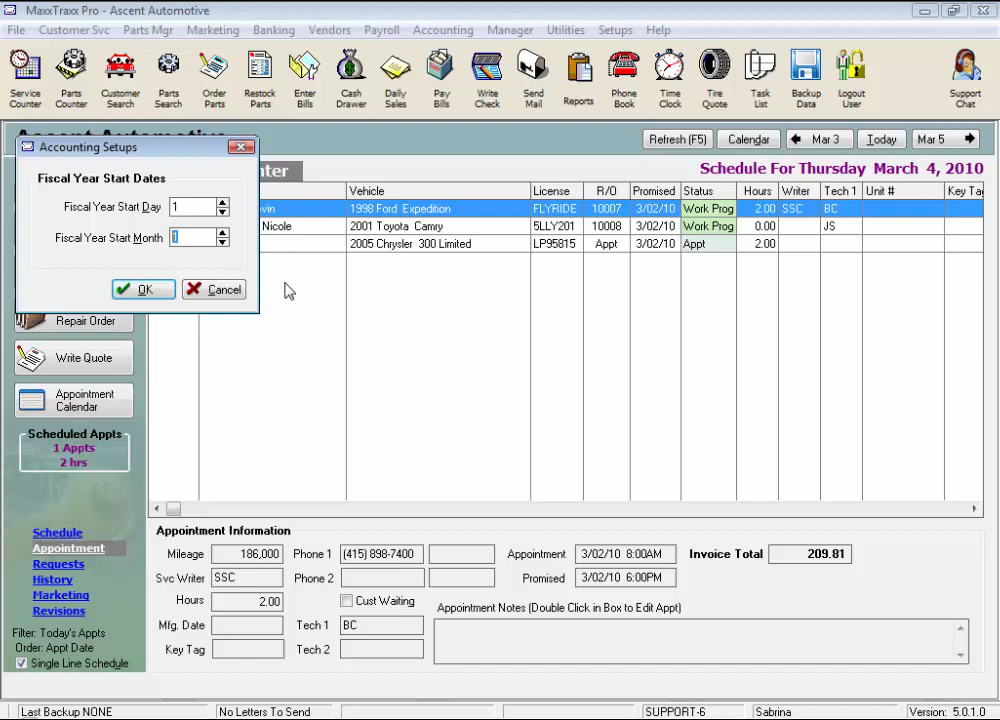 MaxxTraxx Pro - Ascent Automotive
File Customer Svc Parts Mgr Marketing Banking Vendors Payroll Accounting Manager Utilities Setups Help
Service Counter
Parts Counter
Customer Search
Parts Search
Order Parts
Restock Parts
Enter Bills
Cash Drawer
Daily Sales
Pay Bills
Write Check
Send Mail
Reports
Phone Book
Time Clock
Tire Quote
Task List
Backup Data
Logout User
Support Chat
Refresh (F5) Calendar Mar 3 Today Mar 5
Schedule For Thursday March 4, 2010
Accounting Setups
Fiscal Year Start Dates
Fiscal Year Start Day 1
Fiscal Year Start Month 1
OK Cancel
Vehicle License R/O Promised Status Hours Writer Tech 1 Unit # Key Tag
1998 Ford Expedition FLYRIDE 10007 3/02/10 Work Prog 2.00 SSC BC
Nicole 2001 Toyota Camry 5LLY201 10008 3/02/10 Work Prog 0.00 JS
2005 Chrysler 300 Limited LP95815 Appt 3/02/10 Appt 2.00
Repair Order
Write Quote
Appointment
Calendar
Scheduled Appts
1 Appts
2 hrs
Schedule
Appointment
Requests
History
Marketing
Revisions
Filter: Today's Appts
Order: Appt Date
Single Line Schedule
Appointment Information
Mileage 186,000 Phone 1 (415) 898-7400 Appointment 3/02/10 8:00AM Invoice Total 209.81
Svc Writer SSC Phone 2 Promised 3/02/10 6:00PM
Hours 2.00 Cust Waiting Appointment Notes (Double Click in Box to Edit Appt)
Mfg. Date Tech 1 BC
Key Tag Tech 2
Last Backup NONE No Letters To Send SUPPORT-6 Sabrina Version: 5.0.1.0